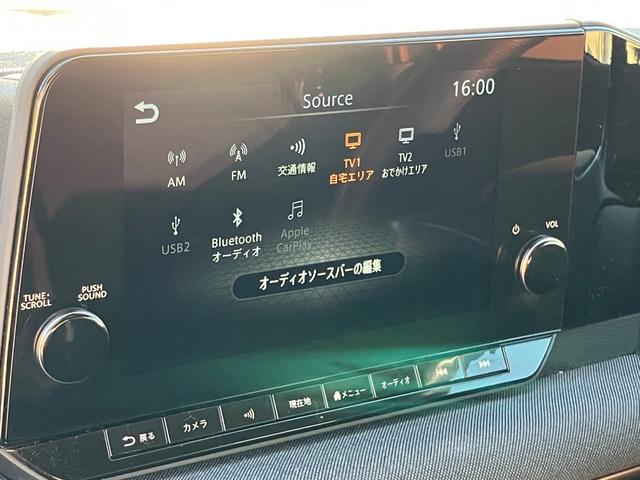 Source
16:00
AM
FM
交通情報
TV1
自宅エリア
TV2
おでかけエリア
USB1
USB2
Bluetooth
オーディオ
Apple
CarPlay
オーディオソースバーの編集
TUNE・
SCROLL
PUSH
SOUND
VOL
戻る
カメラ
現在地
メニュー
オーディオ